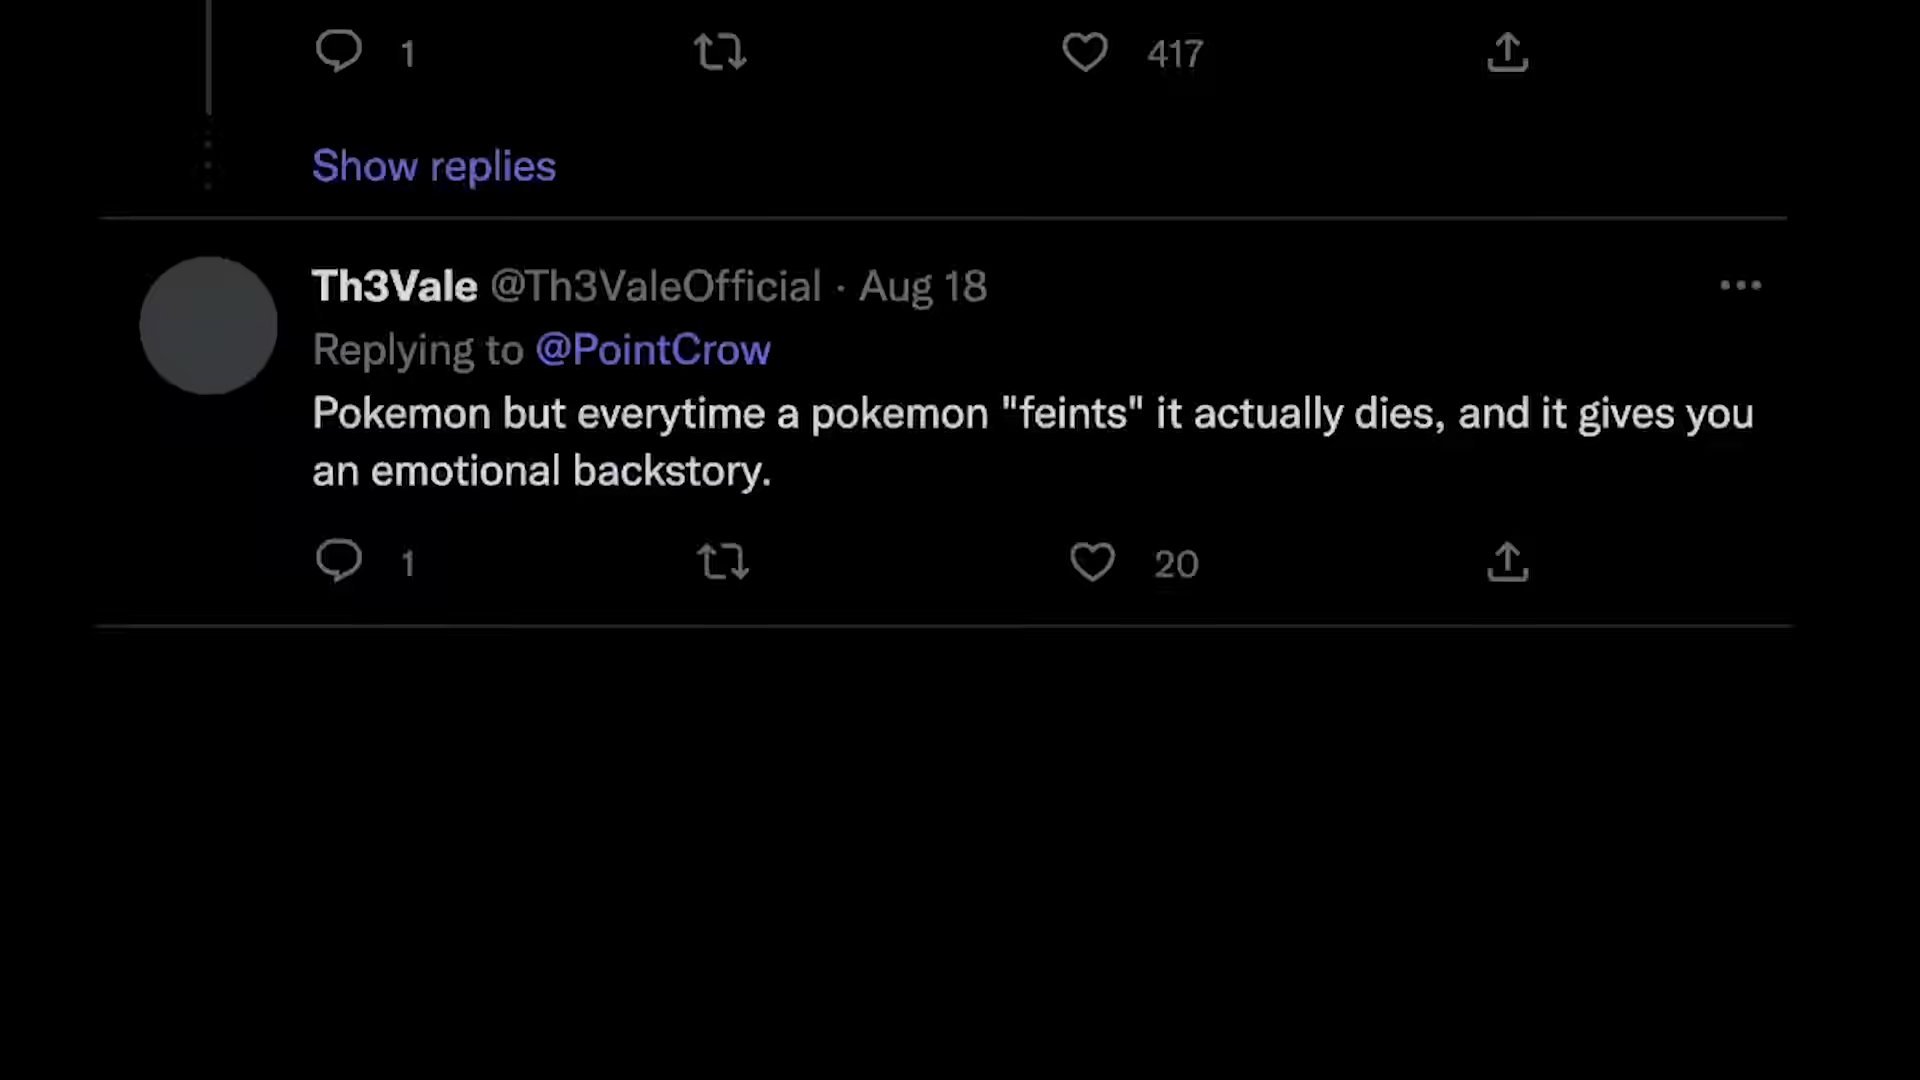 1 417
Show replies
Th3Vale @Th3ValeOfficial · Aug 18
Replying to @PointCrow
Pokemon but everytime a pokemon "feints" it actually dies, and it gives you
an emotional backstory.
1 20